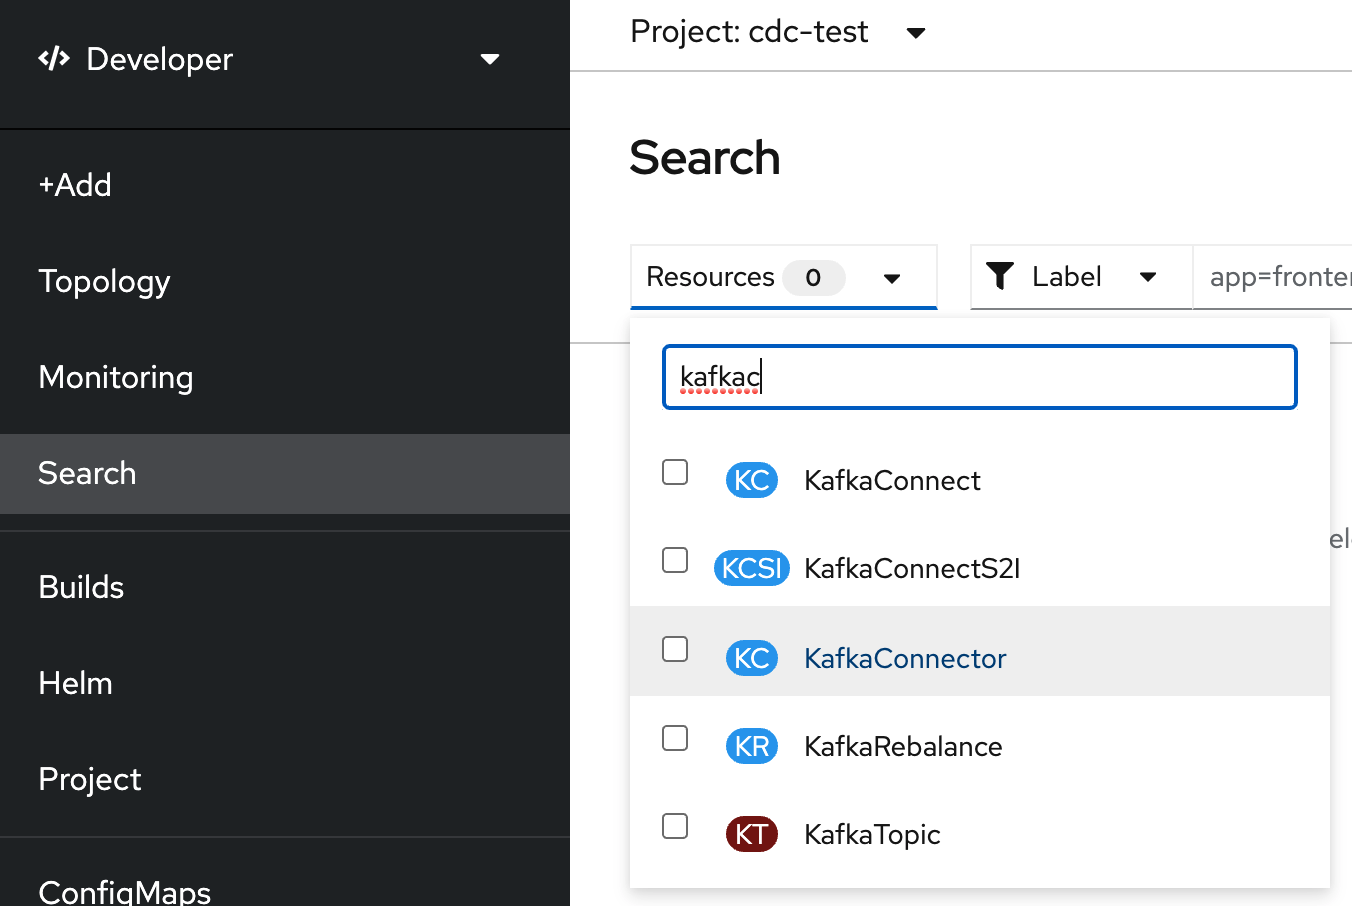 </> Developer
+Add
Topology
Monitoring
Search
Builds
Helm
Project
ConfigMaps
Project: cdc-test
Search
Resources 0
Label
app=fronte
kafkac
KC KafkaConnect
KCSI KafkaConnectS2I
KC KafkaConnector
KR KafkaRebalance
KT KafkaTopic